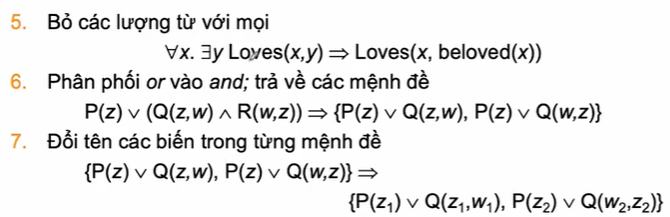 5. Bỏ các lượng từ với mọi
∀x. ∃y Loves(x,y) ⇒ Loves(x, beloved(x))
6. Phân phối or vào and; trả về các mệnh đề
P(z) ∨ (Q(z,w) ∧ R(w,z)) ⇒ {P(z) ∨ Q(z,w), P(z) ∨ Q(w,z)}
7. Đổi tên các biến trong từng mệnh đề
{P(z) ∨ Q(z,w), P(z) ∨ Q(w,z)} ⇒
{P(z₁) ∨ Q(z₁,w₁), P(z₂) ∨ Q(w₂,z₂)}